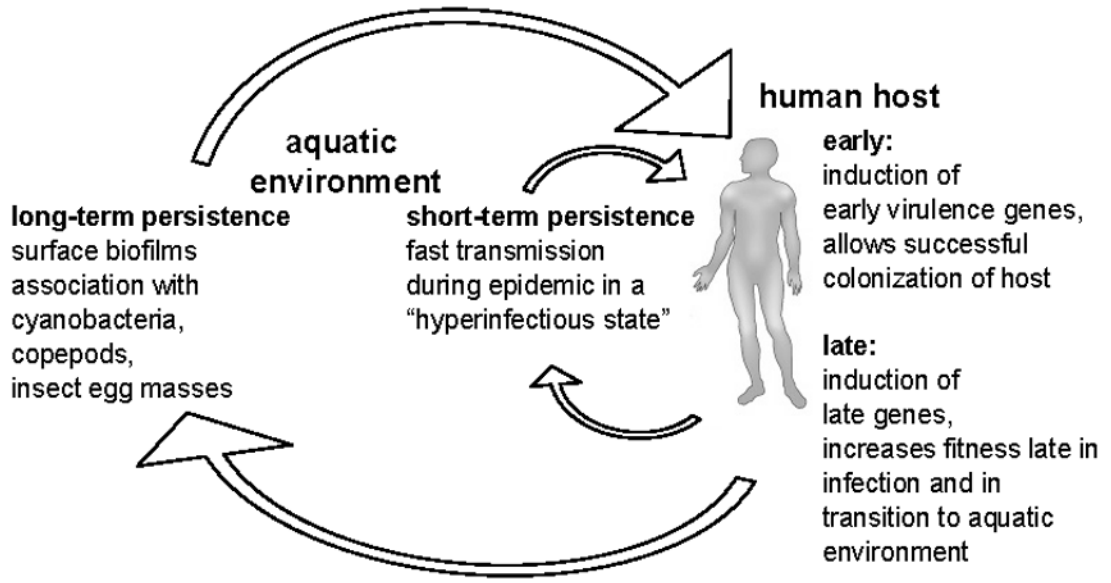 aquatic
environment
long-term persistence
surface biofilms
association with
cyanobacteria,
copepods,
insect egg masses
short-term persistence
fast transmission
during epidemic in a
“hyperinfectious state”
human host
early:
induction of
early virulence genes,
allows successful
colonization of host
late:
induction of
late genes,
increases fitness late in
infection and in
transition to aquatic
environment